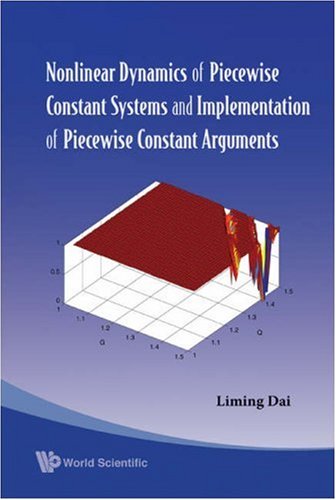 Nonlinear Dynamics of Piecewise
Constant Systems and Implementation
of Piecewise Constant Arguments
1
0.5
0
1
1.1
1.2
1.3
1.4
1.5
G
1
1.1
1.2
1.3
1.4
1.5
Q
Liming Dai
World Scientific